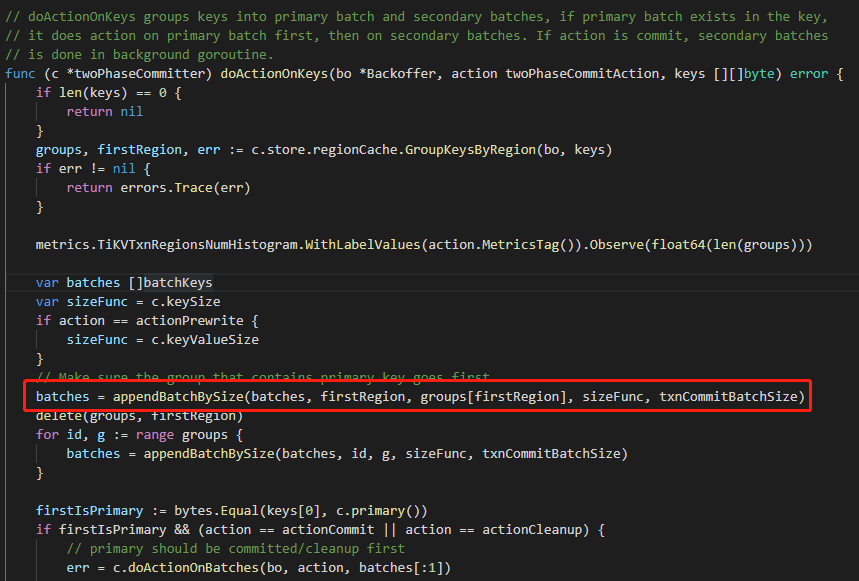 // doActionOnKeys groups keys into primary batch and secondary batches, if primary batch exists in the key,
// it does action on primary batch first, then on secondary batches. If action is commit, secondary batches
// is done in background goroutine.
func (c *twoPhaseCommitter) doActionOnKeys(bo *Backoffer, action twoPhaseCommitAction, keys [][]byte) error {
    if len(keys) == 0 {
        return nil
    }
    groups, firstRegion, err := c.store.regionCache.GroupKeysByRegion(bo, keys)
    if err != nil {
        return errors.Trace(err)
    }

    metrics.TiKVTxnRegionsNumHistogram.WithLabelValues(action.MetricsTag()).Observe(float64(len(groups)))

    var batches []batchKeys
    var sizeFunc = c.keySize
    if action == actionPrewrite {
        sizeFunc = c.keyValueSize
    }
    // Make sure the group that contains primary key goes first
    batches = appendBatchBySize(batches, firstRegion, groups[firstRegion], sizeFunc, txnCommitBatchSize)
    delete(groups, firstRegion)
    for id, g := range groups {
        batches = appendBatchBySize(batches, id, g, sizeFunc, txnCommitBatchSize)
    }

    firstIsPrimary := bytes.Equal(keys[0], c.primary())
    if firstIsPrimary && (action == actionCommit || action == actionCleanup) {
        // primary should be committed/cleanup first
        err = c.doActionOnBatches(bo, action, batches[:1])